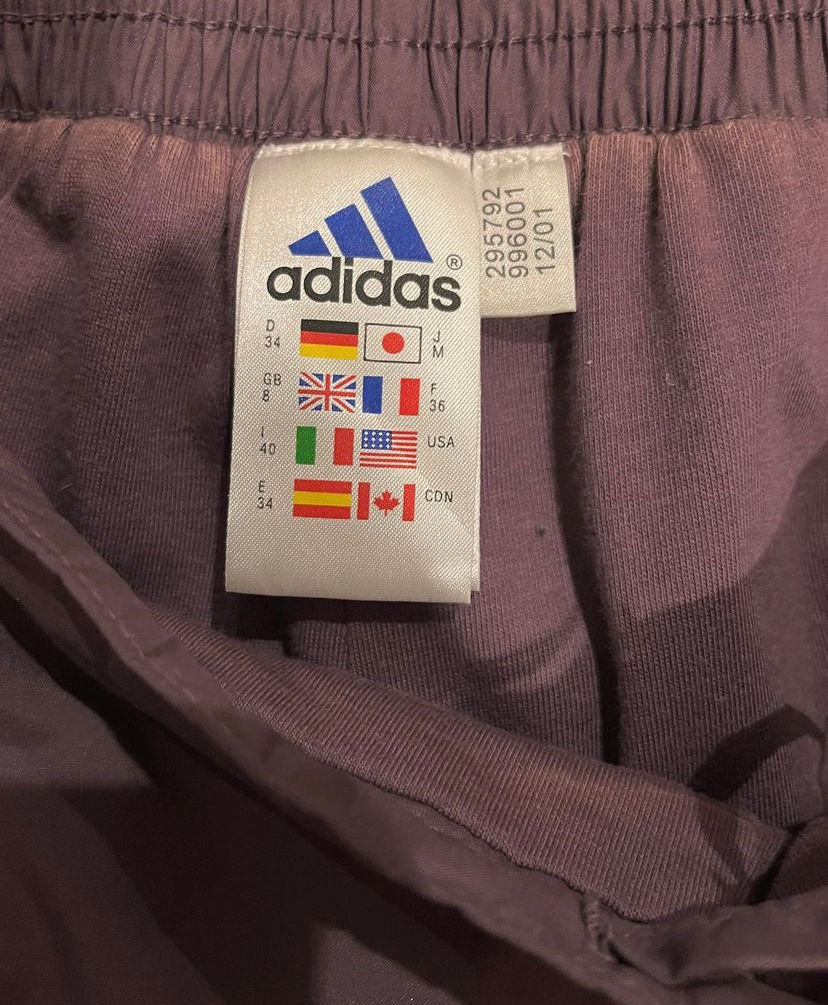 adidas ®
D
34
J
M
GB
8
F
36
I
40
USA
E
34
CDN
295792
996001
12/01